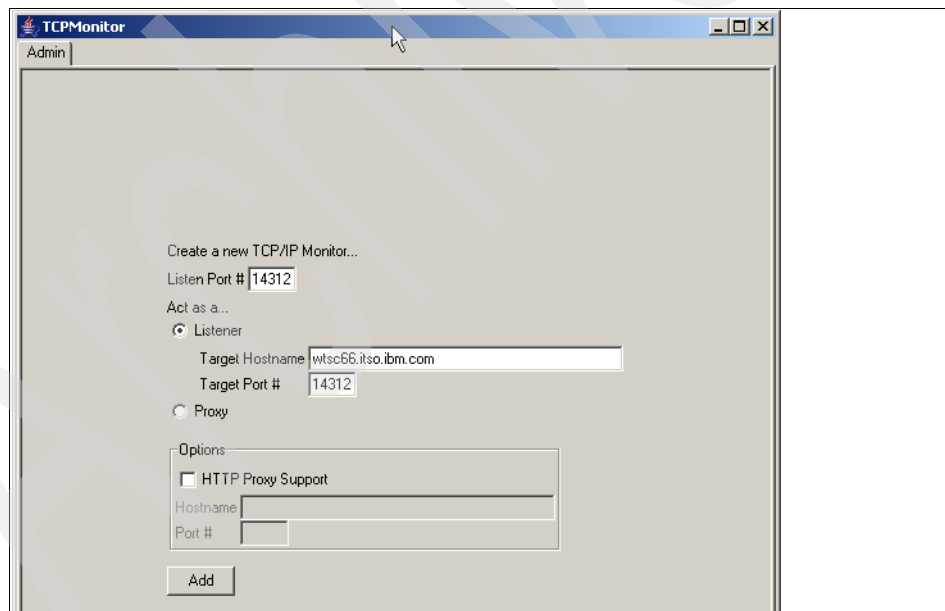 TCPMonitor
Admin
Create a new TCP/IP Monitor...
Listen Port # 14312
Act as a...
Listener
Target Hostname wtsc66.itso.ibm.com
Target Port # 14312
Proxy
Options
HTTP Proxy Support
Hostname
Port #
Add